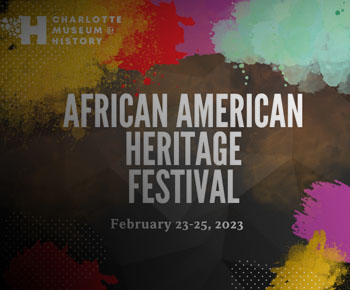 CHARLOTTE
MUSEUM OF
HISTORY
AFRICAN AMERICAN
HERITAGE
FESTIVAL
February 23-25, 2023